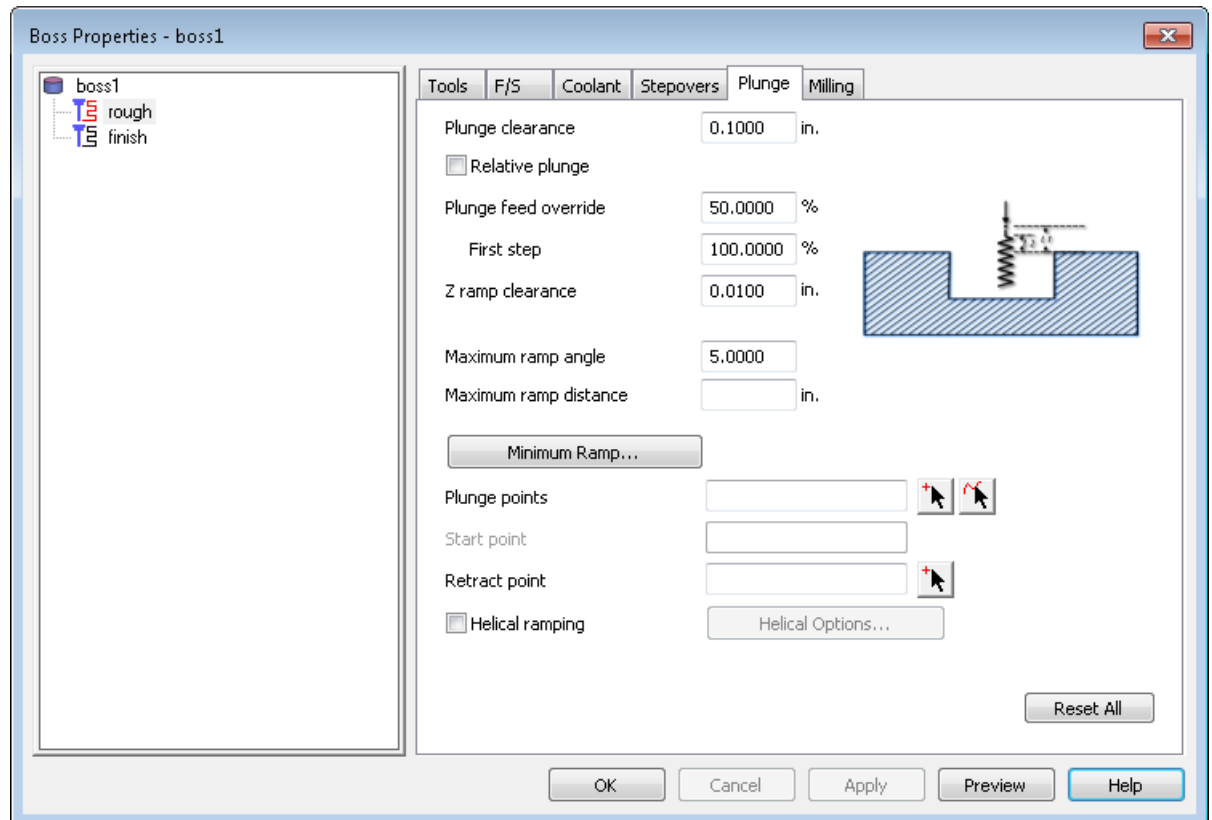 Boss Properties - boss1
boss1
rough
finish
Tools F/S Coolant Stepovers Plunge Milling
Plunge clearance 0.1000 in.
Relative plunge
Plunge feed override 50.0000 %
First step 100.0000 %
Z ramp clearance 0.0100 in.
Maximum ramp angle 5.0000
Maximum ramp distance in.
Minimum Ramp...
Plunge points
Start point
Retract point
Helical ramping Helical Options...
Reset All
OK Cancel Apply Preview Help